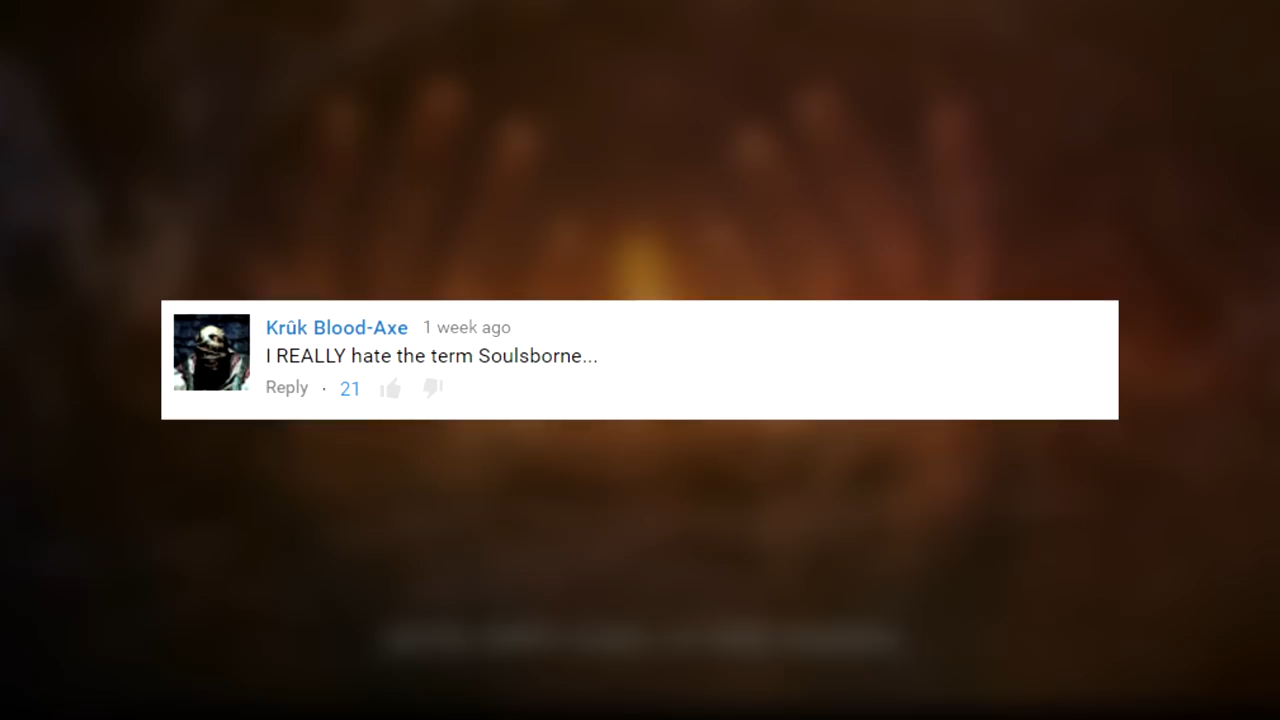 Krûk Blood-Axe 1 week ago
I REALLY hate the term Soulsborne...
Reply · 21